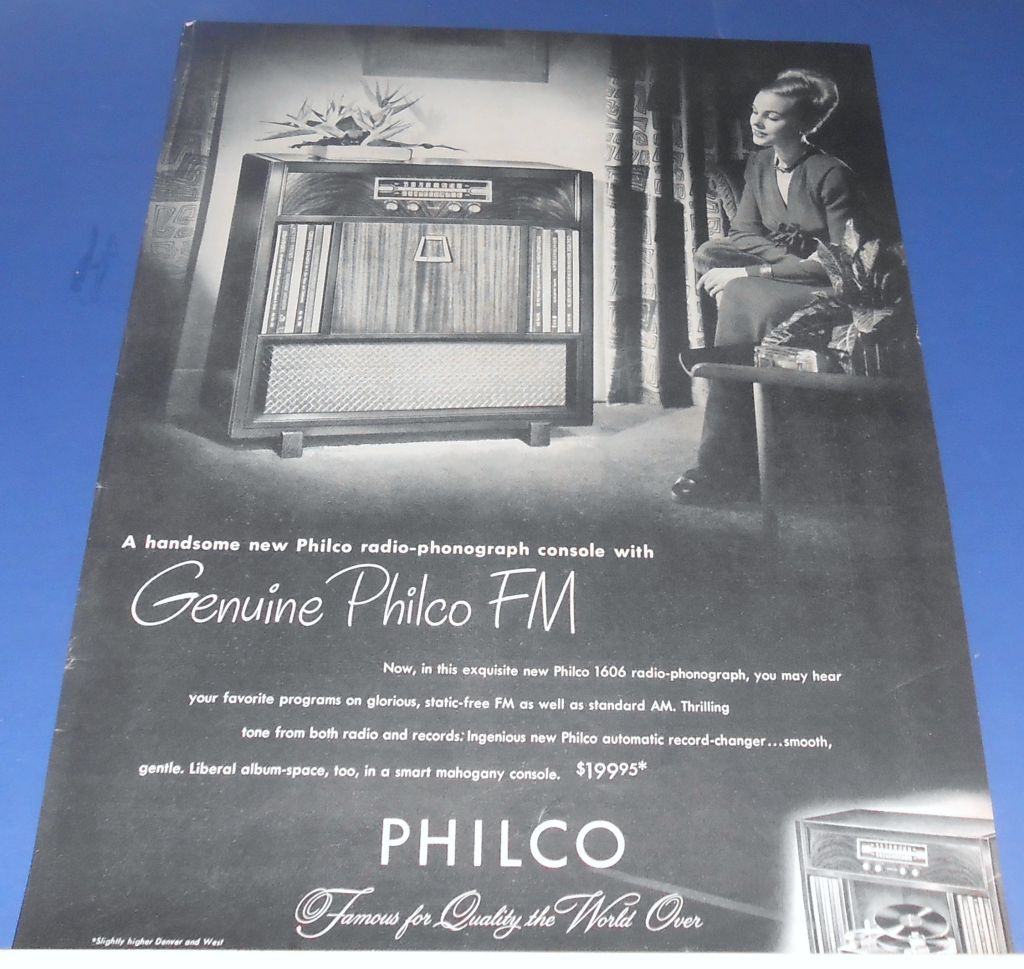 A handsome new Philco radio-phonograph console with
Genuine Philco FM
Now, in this exquisite new Philco 1606 radio-phonograph, you may hear
your favorite programs on glorious, static-free FM as well as standard AM. Thrilling
tone from both radio and records. Ingenious new Philco automatic record-changer...smooth,
gentle. Liberal album-space, too, in a smart mahogany console. $19995*
PHILCO
Famous for Quality the World Over
*Slightly higher Denver and West